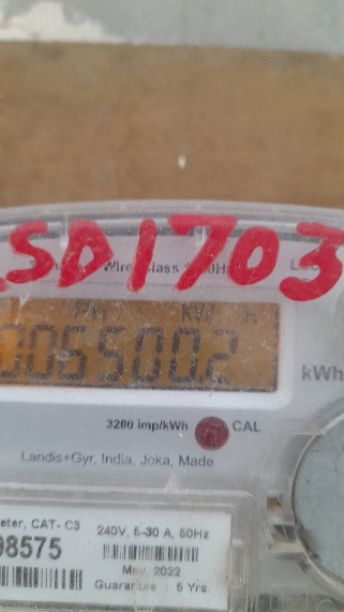 SD1703
Wire Class 1
Ph kW h
0065002
kWh
3200 imp/kWh CAL
Landis+Gyr, India, Joka, Made
eter, CAT- C3 240V, 5-30 A, 50Hz
98575
May, 2022
Guarantee : 5 Yrs.